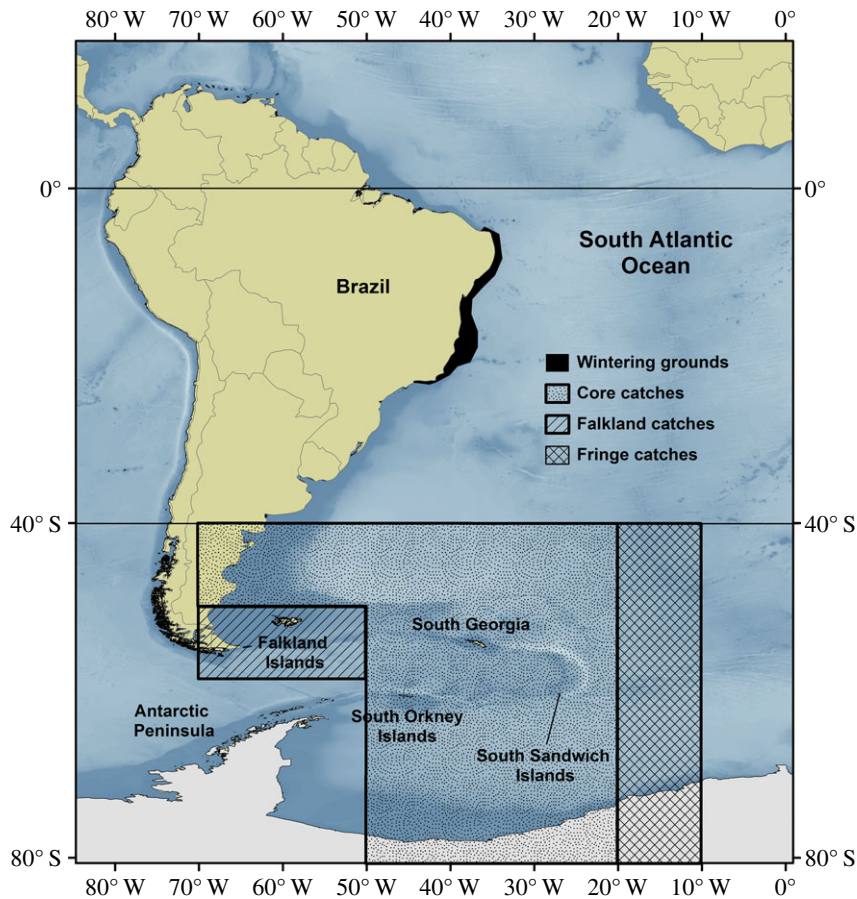 80° W 70° W 60° W 50° W 40° W 30° W 20° W 10° W 0°
0° 0°
South Atlantic
Ocean
Brazil
Wintering grounds
Core catches
Falkland catches
Fringe catches
40° S 40° S
South Georgia
Falkland
Islands
Antarctic
Peninsula
South Orkney
Islands
South Sandwich
Islands
80° S 80° S
80° W 70° W 60° W 50° W 40° W 30° W 20° W 10° W 0°